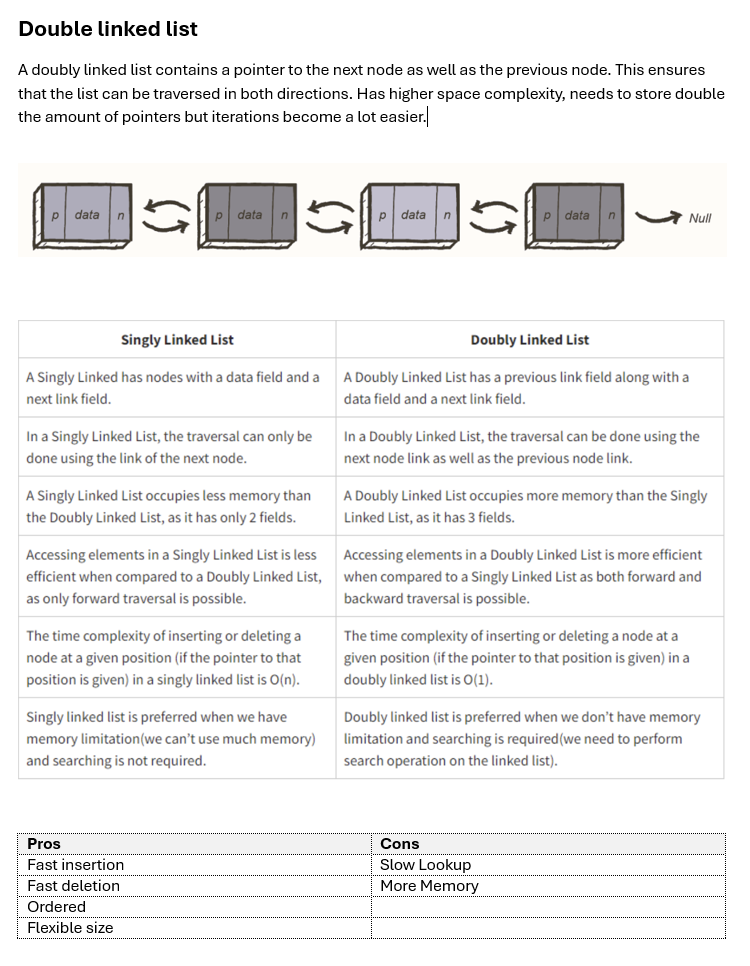 Double linked list
A doubly linked list contains a pointer to the next node as well as the previous node. This ensures
that the list can be traversed in both directions. Has higher space complexity, needs to store double
the amount of pointers but iterations become a lot easier.
p data n p data n p data n p data n Null
Singly Linked List Doubly Linked List
A Singly Linked has nodes with a data field and a
next link field.
A Doubly Linked List has a previous link field along with a
data field and a next link field.
In a Singly Linked List, the traversal can only be
done using the link of the next node.
In a Doubly Linked List, the traversal can be done using the
next node link as well as the previous node link.
A Singly Linked List occupies less memory than
the Doubly Linked List, as it has only 2 fields.
A Doubly Linked List occupies more memory than the Singly
Linked List, as it has 3 fields.
Accessing elements in a Singly Linked List is less
efficient when compared to a Doubly Linked List,
as only forward traversal is possible.
Accessing elements in a Doubly Linked List is more efficient
when compared to a Singly Linked List as both forward and
backward traversal is possible.
The time complexity of inserting or deleting a
node at a given position (if the pointer to that
position is given) in a singly linked list is O(n).
The time complexity of inserting or deleting a node at a
given position (if the pointer to that position is given) in a
doubly linked list is O(1).
Singly linked list is preferred when we have
memory limitation(we can't use much memory)
and searching is not required.
Doubly linked list is preferred when we don't have memory
limitation and searching is required(we need to perform
search operation on the linked list).
Pros Cons
Fast insertion Slow Lookup
Fast deletion More Memory
Ordered
Flexible size